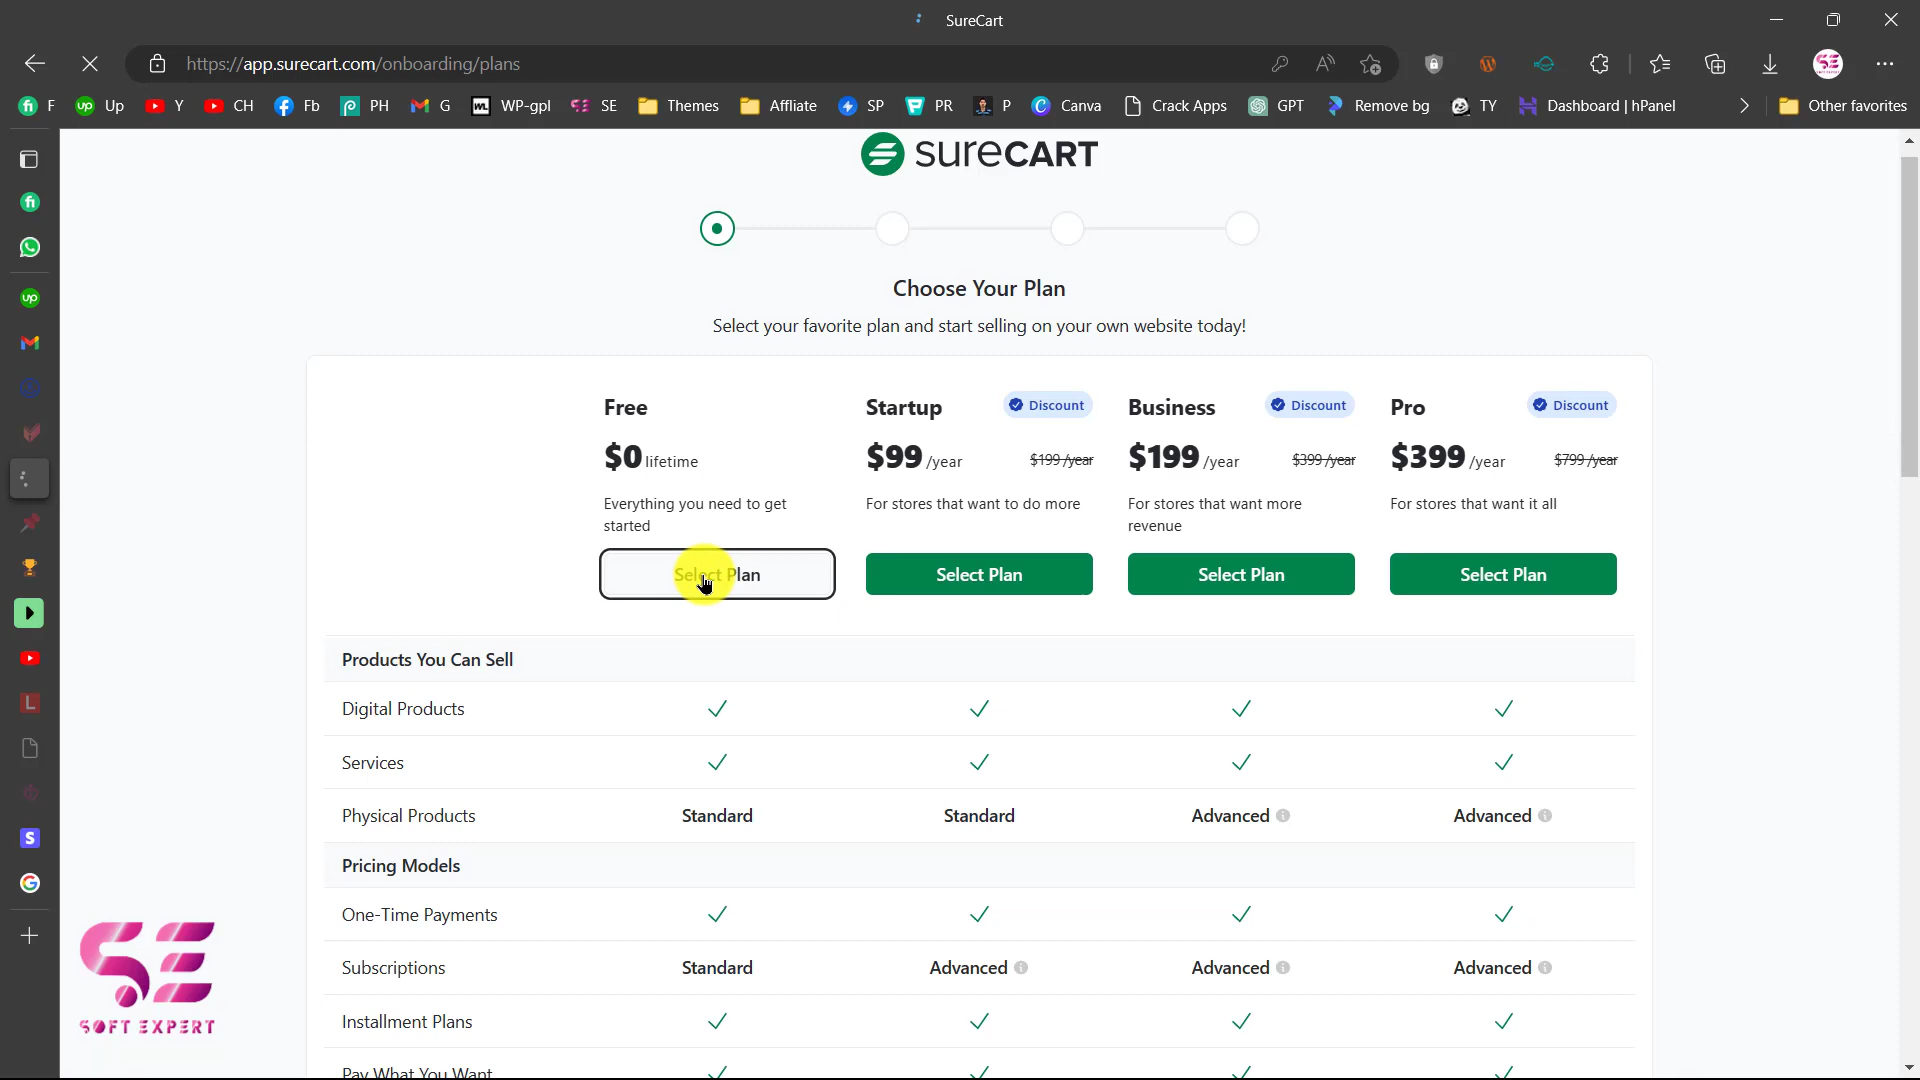 SureCart
https://app.surecart.com/onboarding/plans
F Up Y CH Fb PH G WP-gpl SE Themes Affliate SP PR P Canva Crack Apps GPT Remove bg TY Dashboard | hPanel Other favorites
SURECART
Choose Your Plan
Select your favorite plan and start selling on your own website today!
Free Startup Discount Business Discount Pro Discount
$0 lifetime $99 /year $199 /year $199 /year $399 /year $399 /year $799 /year
Everything you need to get started
For stores that want to do more
For stores that want more revenue
For stores that want it all
Select Plan Select Plan Select Plan Select Plan
Products You Can Sell
Digital Products
Services
Physical Products Standard Standard Advanced Advanced
Pricing Models
One-Time Payments
Subscriptions Standard Advanced Advanced Advanced
Installment Plans
Pay What You Want
SE
SOFT EXPERT